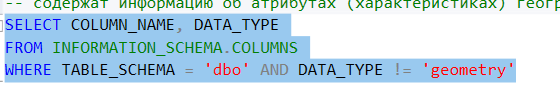 -- содержат информацию об атрибутах (характеристиках) геогр
SELECT COLUMN_NAME, DATA_TYPE
FROM INFORMATION_SCHEMA.COLUMNS
WHERE TABLE_SCHEMA = 'dbo' AND DATA_TYPE != 'geometry'